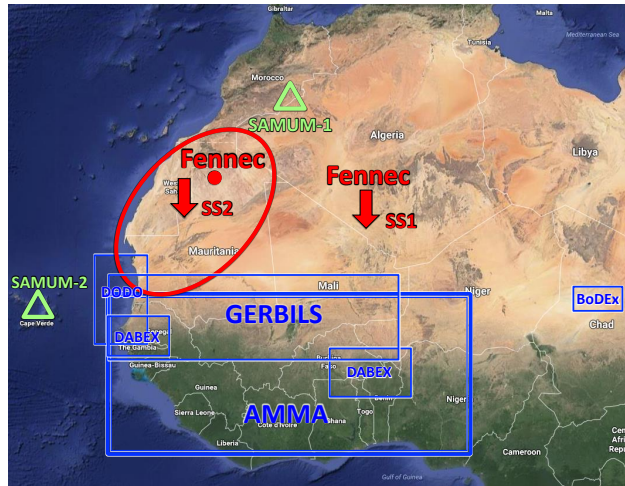 Gibraltar
Malta
Mediterranean Sea
Tunisia
Morocco
SAMUM-1
Algeria
Libya
Fennec
Fennec
SS2
SS1
Mauritania
SAMUM-2
DODO
Mali
Niger
BoDEx
Cape Verde
GERBILS
Chad
DABEX
The Gambia
Guinea-Bissau
Faso
DABEX
Guinea
Niger
AMMA
Togo
Sierra Leone
Liberia
Cameroon
Gulf of Guinea